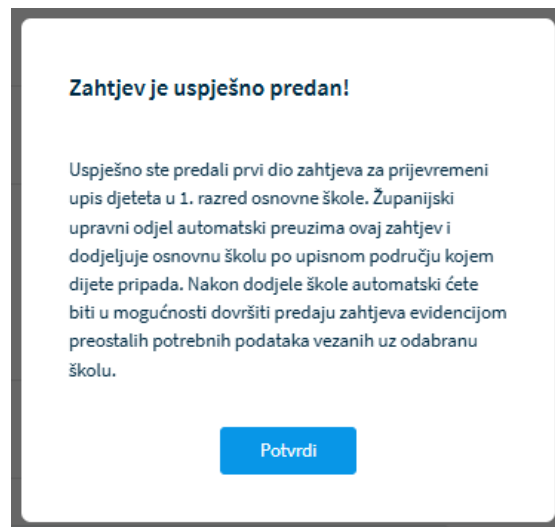 Zahtjev je uspješno predan!
Uspješno ste predali prvi dio zahtjeva za prijevremeni
upis djeteta u 1. razred osnovne škole. Županijski
upravni odjel automatski preuzima ovaj zahtjev i
dodjeljuje osnovnu školu po upisnom području kojem
dijete pripada. Nakon dodjele škole automatski ćete
biti u mogućnosti dovršiti predaju zahtjeva evidencijom
preostalih potrebnih podataka vezanih uz odabranu
školu.
Potvrdi